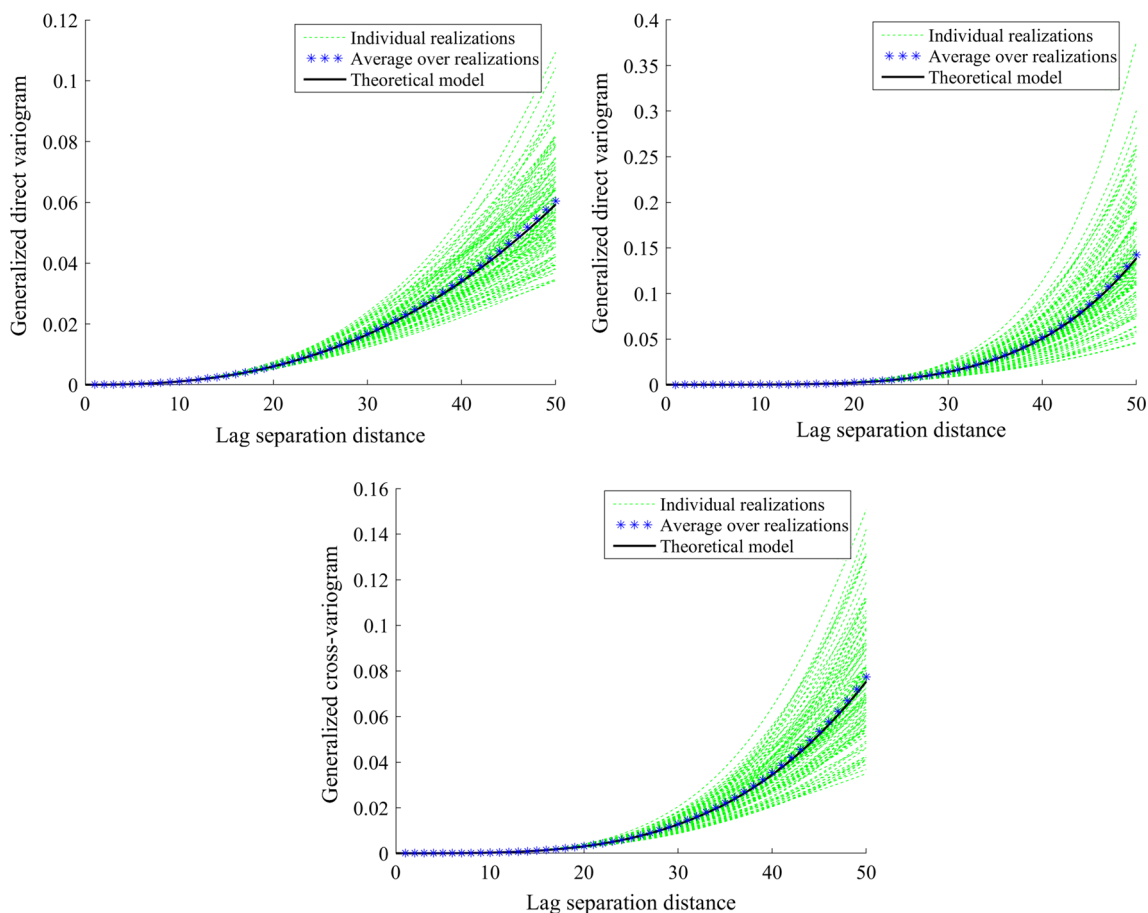 0.12
0.1
0.08
0.06
0.04
0.02
0
Generalized direct variogram
Individual realizations
Average over realizations
Theoretical model
0 10 20 30 40 50
Lag separation distance
0.4
0.35
0.3
0.25
0.2
0.15
0.1
0.05
0
Generalized direct variogram
Individual realizations
Average over realizations
Theoretical model
0 10 20 30 40 50
Lag separation distance
0.16
0.14
0.12
0.1
0.08
0.06
0.04
0.02
0
Generalized cross-variogram
Individual realizations
Average over realizations
Theoretical model
0 10 20 30 40 50
Lag separation distance